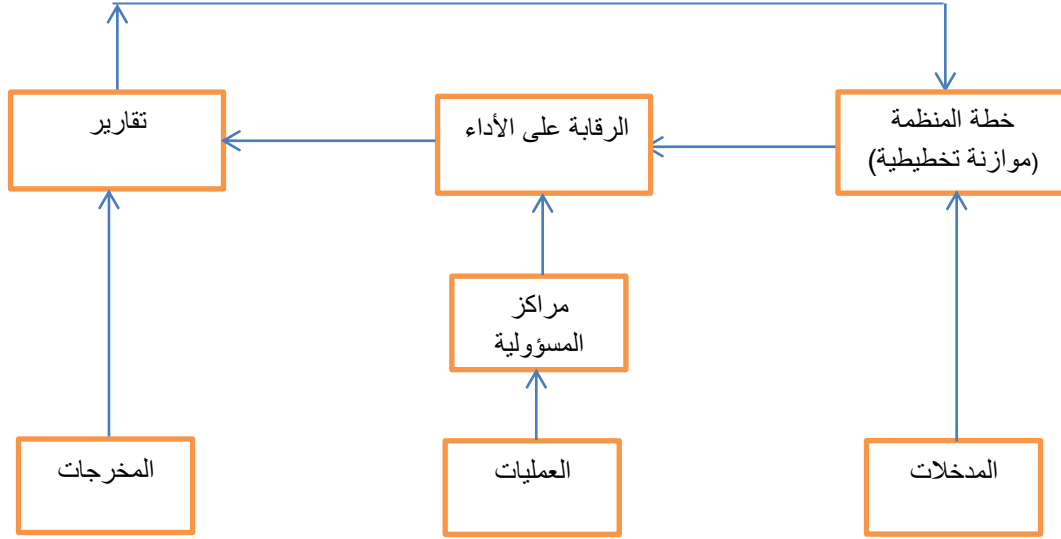 خطة المنظمة
(موازنة تخطيطية)
الرقابة على الأداء
تقارير
مراكز
المسؤولية
المدخلات
العمليات
المخرجات